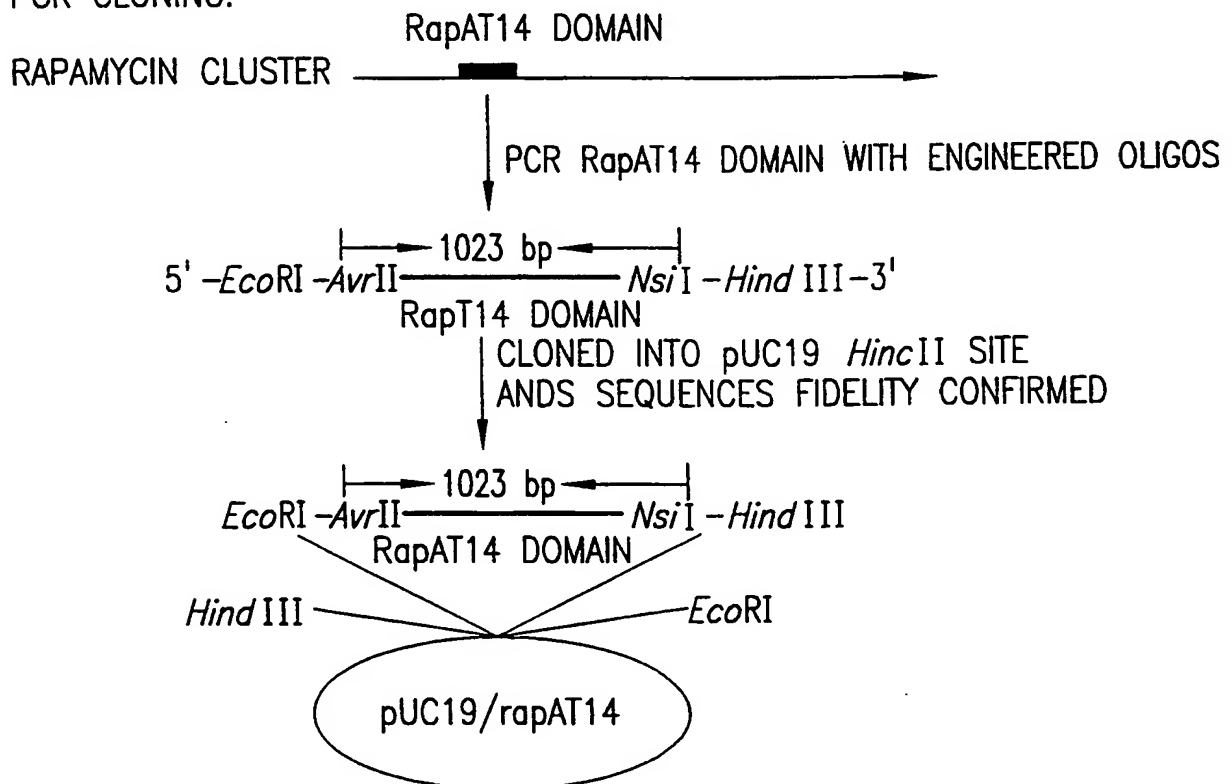 PCR CLONING:
RapAT14 DOMAIN
RAPAMYCIN CLUSTER
PCR RapAT14 DOMAIN WITH ENGINEERED OLIGOS
1023 bp
5' -EcoRI -AvrII NsiI -Hind III-3'
RapT14 DOMAIN
CLONED INTO pUC19 HincII SITE
ANDS SEQUENCES FIDELITY CONFIRMED
1023 bp
EcoRI -AvrII NsiI -Hind III
RapAT14 DOMAIN
Hind III EcoRI
pUC19/rapAT14